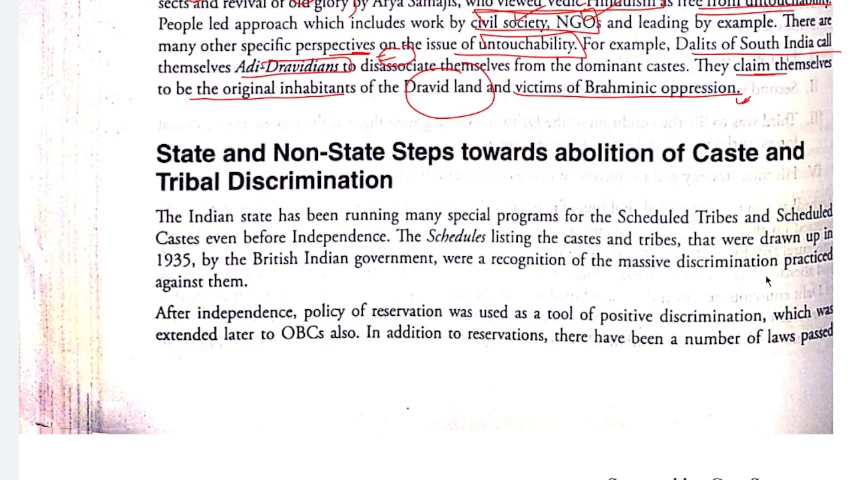 sects and revival of old glory by Arya Samajis, who viewed Vedic Hinduism as free from untouchability.
People led approach which includes work by civil society, NGOs and leading by example. There are
many other specific perspectives on the issue of untouchability. For example, Dalits of South India call
themselves Adi-Dravidians to disassociate themselves from the dominant castes. They claim themselves
to be the original inhabitants of the Dravid land and victims of Brahminic oppression.
State and Non-State Steps towards abolition of Caste and
Tribal Discrimination
The Indian state has been running many special programs for the Scheduled Tribes and Scheduled
Castes even before Independence. The Schedules listing the castes and tribes, that were drawn up in
1935, by the British Indian government, were a recognition of the massive discrimination practiced
against them.
After independence, policy of reservation was used as a tool of positive discrimination, which was
extended later to OBCs also. In addition to reservations, there have been a number of laws passed